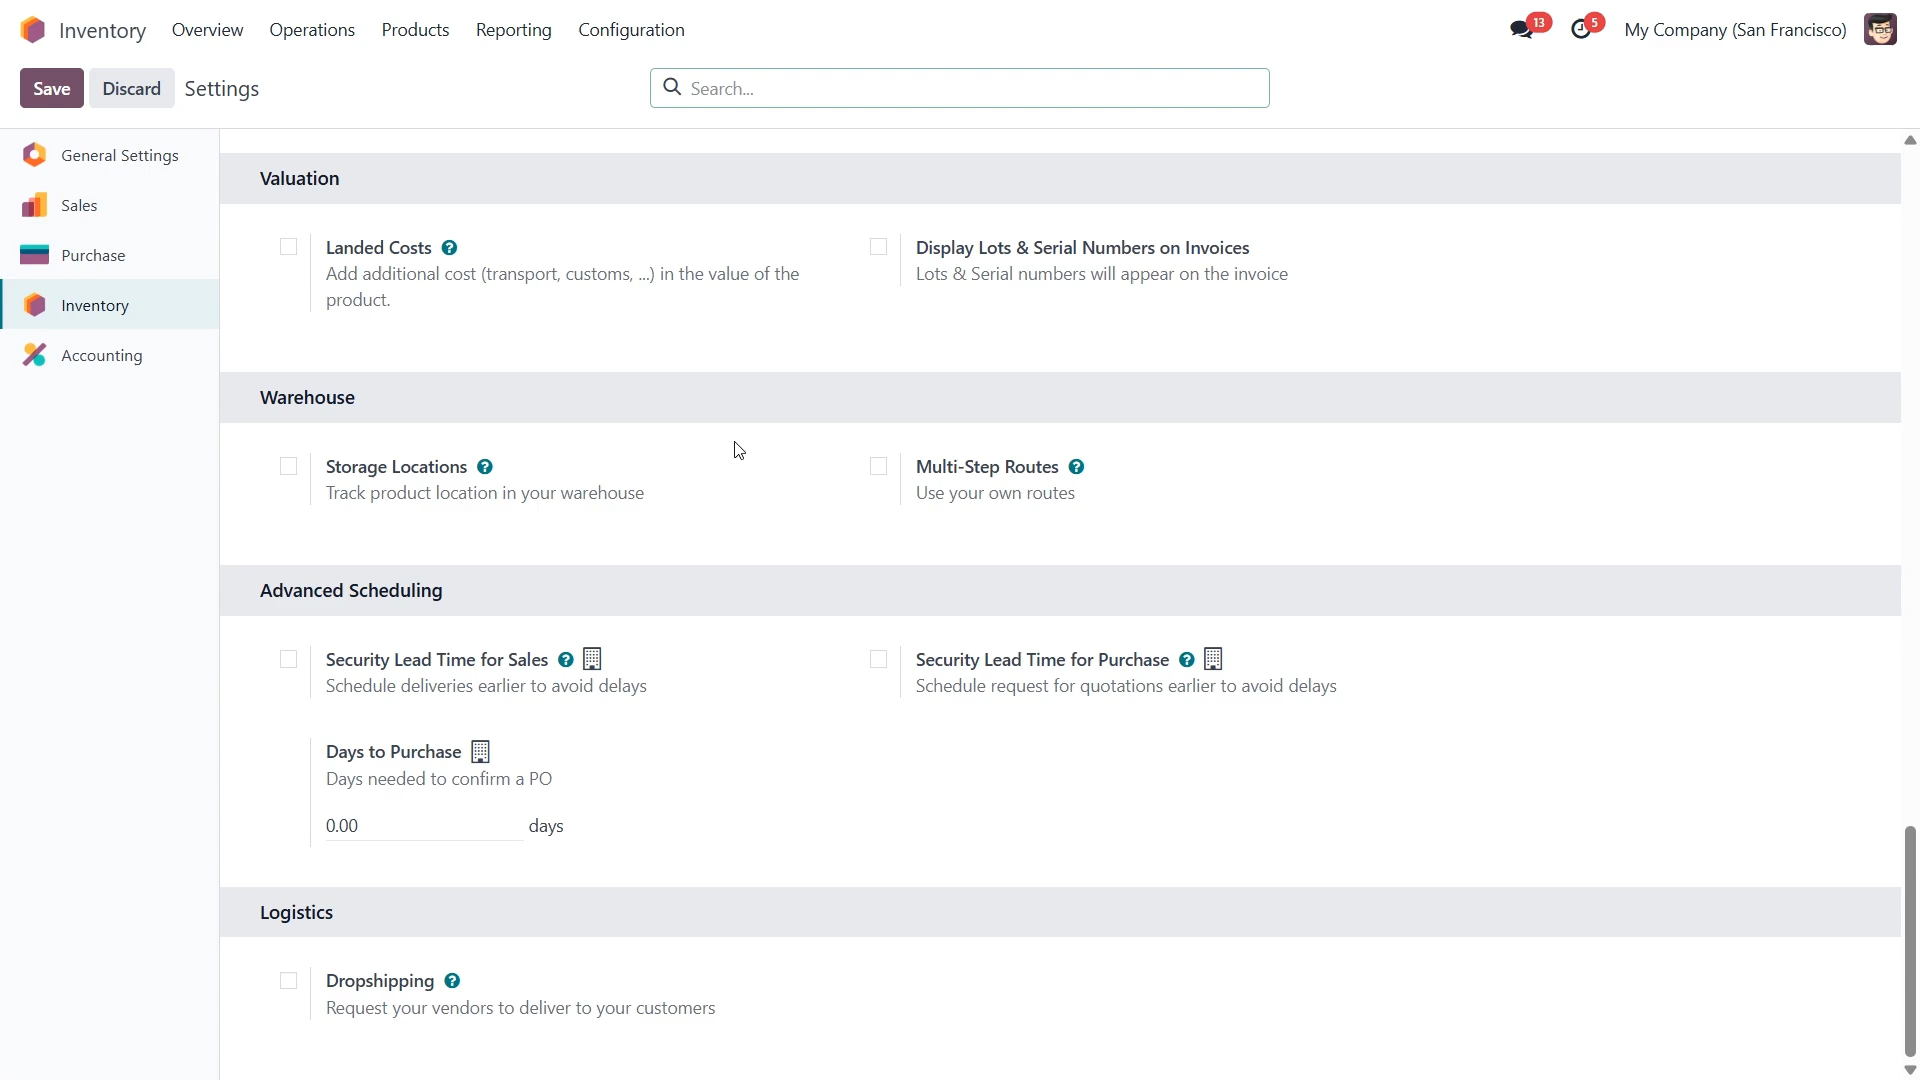 Inventory Overview Operations Products Reporting Configuration 13 5 My Company (San Francisco)
Save Discard Settings Search...
General Settings
Sales
Purchase
Inventory
Accounting
Valuation
Landed Costs ? Display Lots & Serial Numbers on Invoices
Add additional cost (transport, customs, ...) in the value of the Lots & Serial numbers will appear on the invoice
product.
Warehouse
Storage Locations ? Multi-Step Routes ?
Track product location in your warehouse Use your own routes
Advanced Scheduling
Security Lead Time for Sales ? Security Lead Time for Purchase ?
Schedule deliveries earlier to avoid delays Schedule request for quotations earlier to avoid delays
Days to Purchase
Days needed to confirm a PO
0.00 days
Logistics
Dropshipping ?
Request your vendors to deliver to your customers